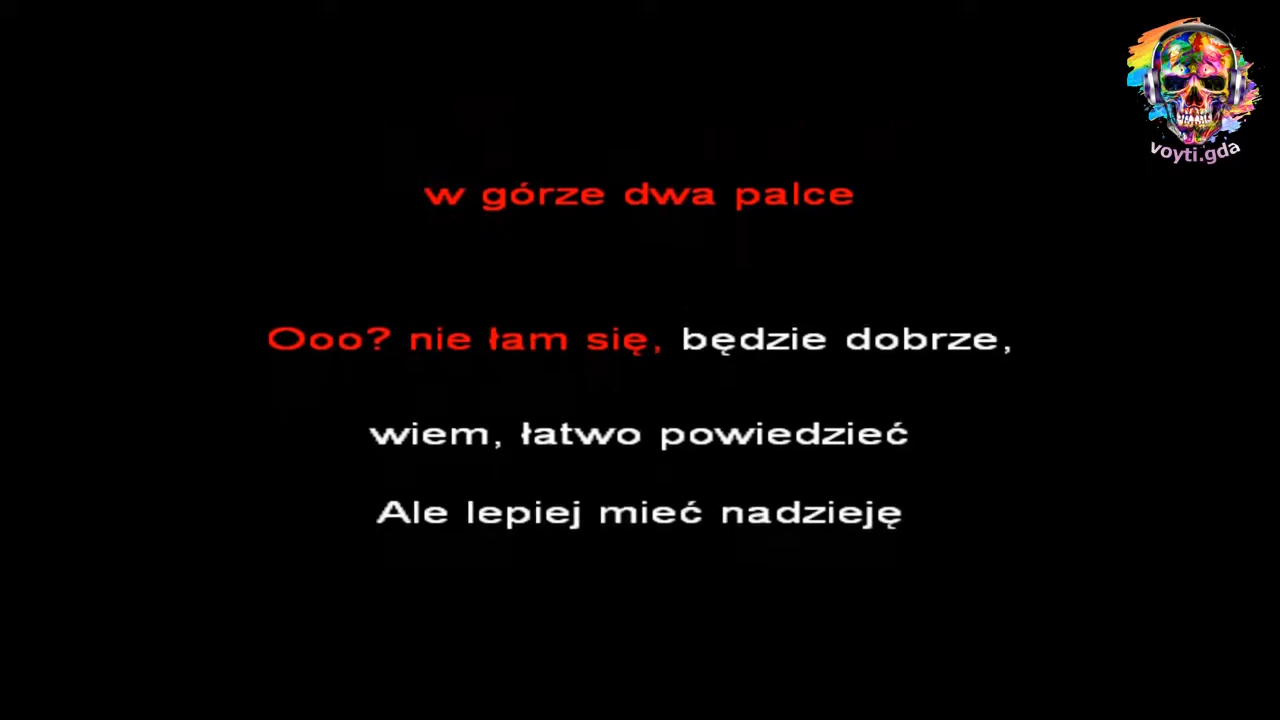 voyti.gda
w górze dwa palce
Ooo? nie łam się, będzie dobrze,
wiem, łatwo powiedzieć
Ale lepiej mieć nadzieję